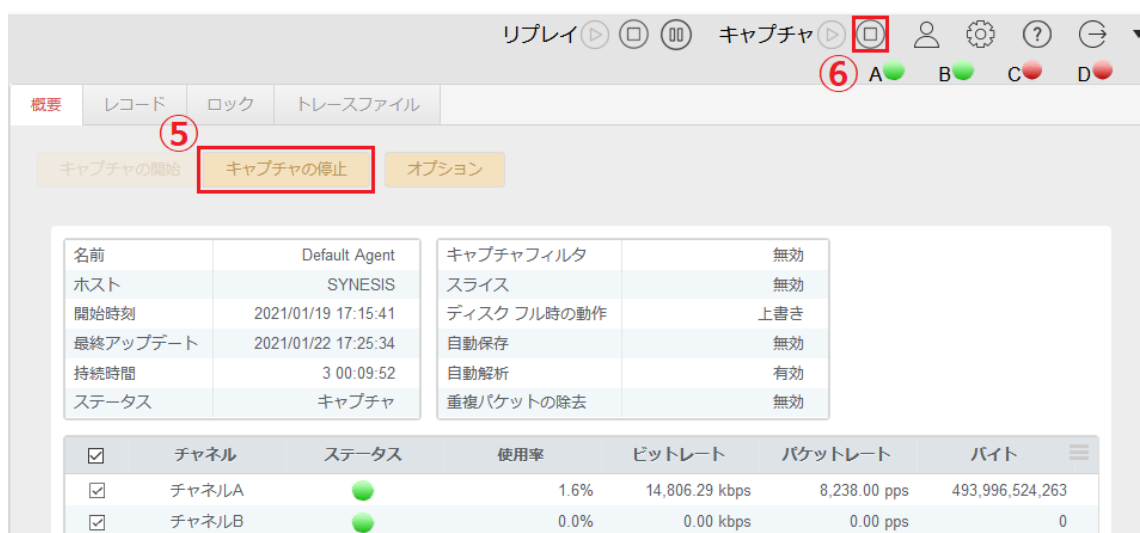 リプレイ キャプチャ
?
⑥ A B C D
概要 レコード ロック トレースファイル
⑤
キャプチャの開始 キャプチャの停止 オプション
名前 Default Agent キャプチャフィルタ 無効
ホスト SYNESIS スライス 無効
開始時刻 2021/01/19 17:15:41 ディスク フル時の動作 上書き
最終アップデート 2021/01/22 17:25:34 自動保存 無効
持続時間 3 00:09:52 自動解析 有効
ステータス キャプチャ 重複パケットの除去 無効
チャネル ステータス 使用率 ビットレート パケットレート バイト
チャネルA 1.6% 14,806.29 kbps 8,238.00 pps 493,996,524,263
チャネルB 0.0% 0.00 kbps 0.00 pps 0